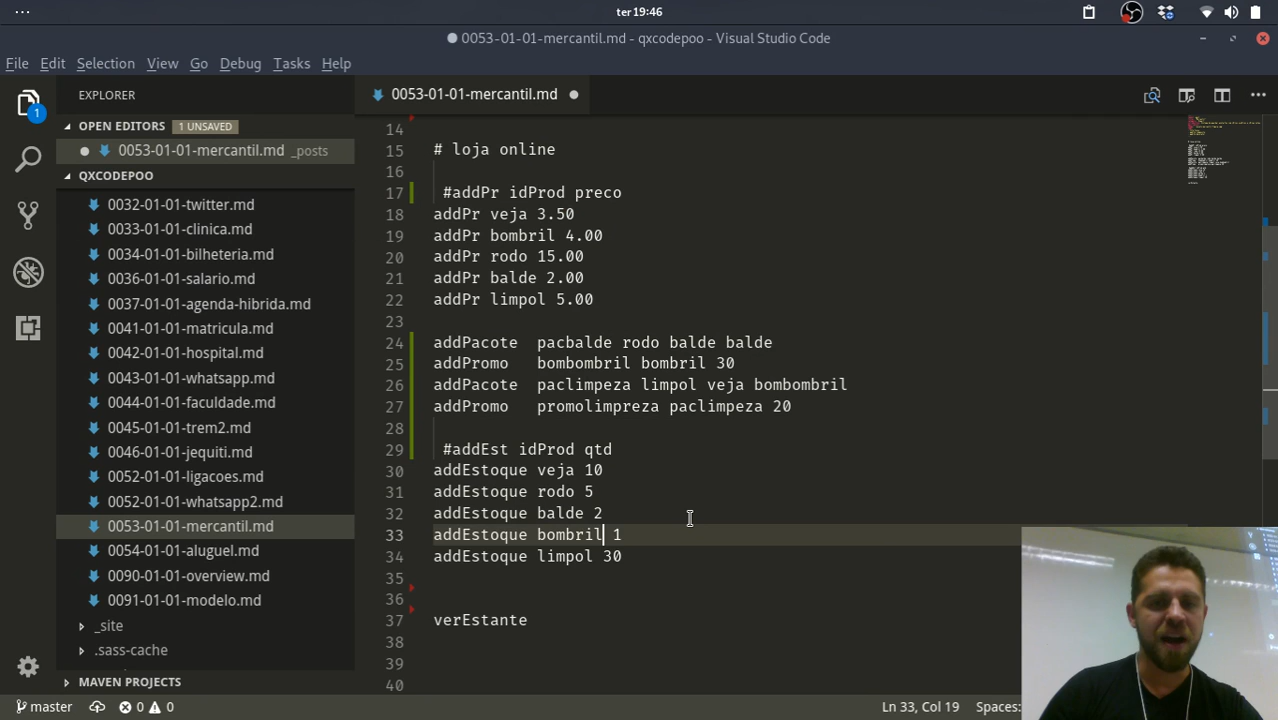 ter 19:46
0053-01-01-mercantil.md - qxcodepoo - Visual Studio Code
File Edit Selection View Go Debug Tasks Help
EXPLORER
0053-01-01-mercantil.md
OPEN EDITORS 1 UNSAVED
0053-01-01-mercantil.md _posts
QXCODEPOO
0032-01-01-twitter.md
0033-01-01-clinica.md
0034-01-01-bilheteria.md
0036-01-01-salario.md
0037-01-01-agenda-hibrida.md
0041-01-01-matricula.md
0042-01-01-hospital.md
0043-01-01-whatsapp.md
0044-01-01-faculdade.md
0045-01-01-trem2.md
0046-01-01-jequiti.md
0052-01-01-ligacoes.md
0052-01-01-whatsapp2.md
0053-01-01-mercantil.md
0054-01-01-aluguel.md
0090-01-01-overview.md
0091-01-01-modelo.md
_site
.sass-cache
MAVEN PROJECTS
1
14
15 # loja online
16
17 #addPr idProd preco
18 addPr veja 3.50
19 addPr bombril 4.00
20 addPr rodo 15.00
21 addPr balde 2.00
22 addPr limpol 5.00
23
24 addPacote pacbalde rodo balde balde
25 addPromo bombombril bombril 30
26 addPacote paclimpeza limpol veja bombombril
27 addPromo promolimpreza paclimpeza 20
28
29 #addEst idProd qtd
30 addEstoque veja 10
31 addEstoque rodo 5
32 addEstoque balde 2
33 addEstoque bombril 1
34 addEstoque limpol 30
35
36
37 verEstante
38
39
40
master 0 0 Ln 33, Col 19 Spaces: